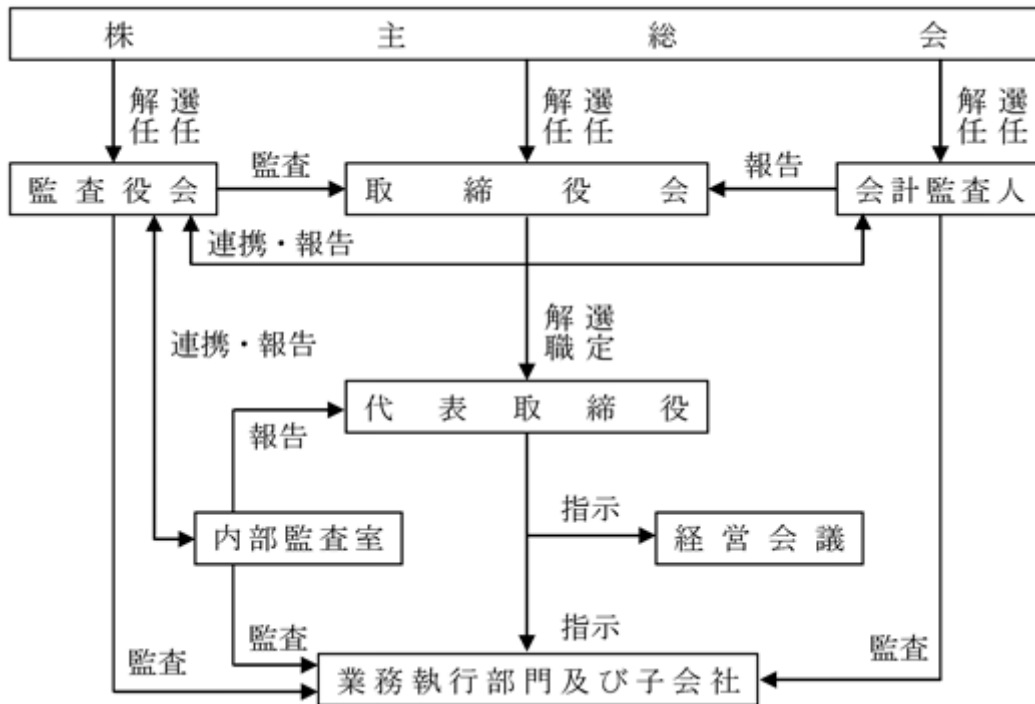 株主総会
選任
解任
選任
解任
選任
解任
監査役会
監査
取締役会
報告
会計監査人
連携・報告
連携・報告
選定
解職
代表取締役
報告
内部監査室
指示
経営会議
監査
指示
監査
監査
業務執行部門及び子会社